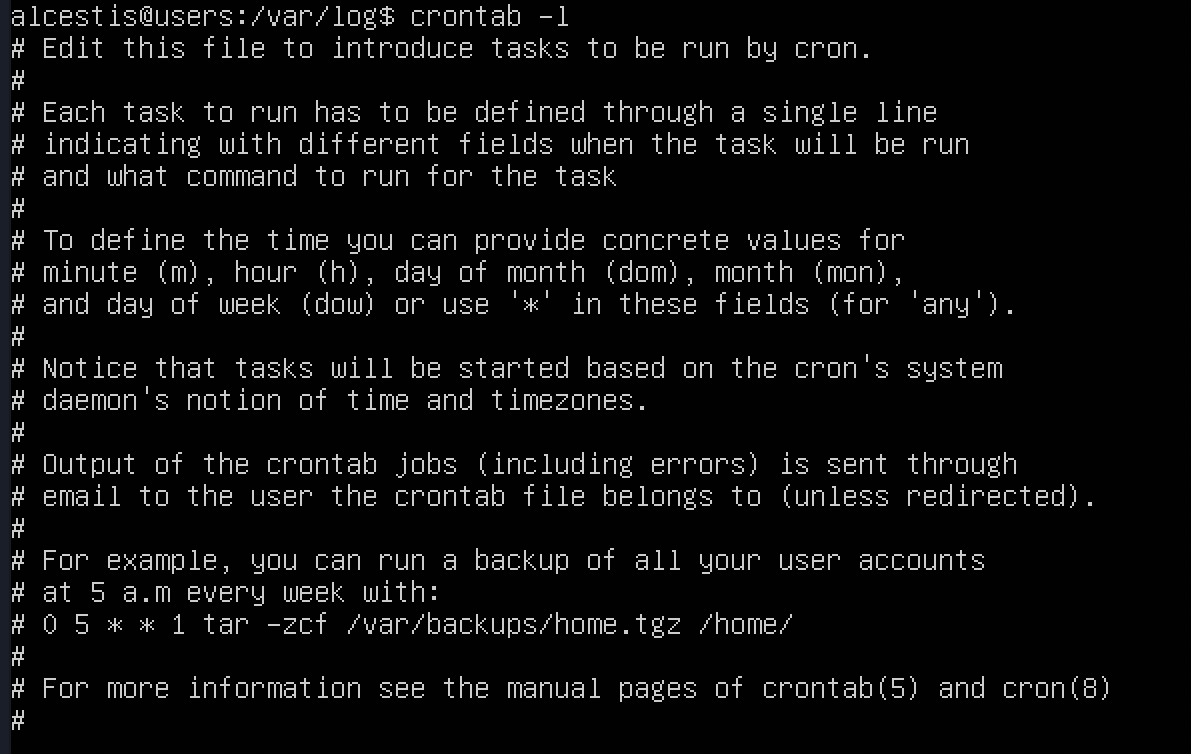 alcestis@users:/var/log$ crontab -l
# Edit this file to introduce tasks to be run by cron.
#
# Each task to run has to be defined through a single line
# indicating with different fields when the task will be run
# and what command to run for the task
#
# To define the time you can provide concrete values for
# minute (m), hour (h), day of month (dom), month (mon),
# and day of week (dow) or use '*' in these fields (for 'any').
#
# Notice that tasks will be started based on the cron's system
# daemon's notion of time and timezones.
#
# Output of the crontab jobs (including errors) is sent through
# email to the user the crontab file belongs to (unless redirected).
#
# For example, you can run a backup of all your user accounts
# at 5 a.m every week with:
# 0 5 * * 1 tar -zcf /var/backups/home.tgz /home/
#
# For more information see the manual pages of crontab(5) and cron(8)
#